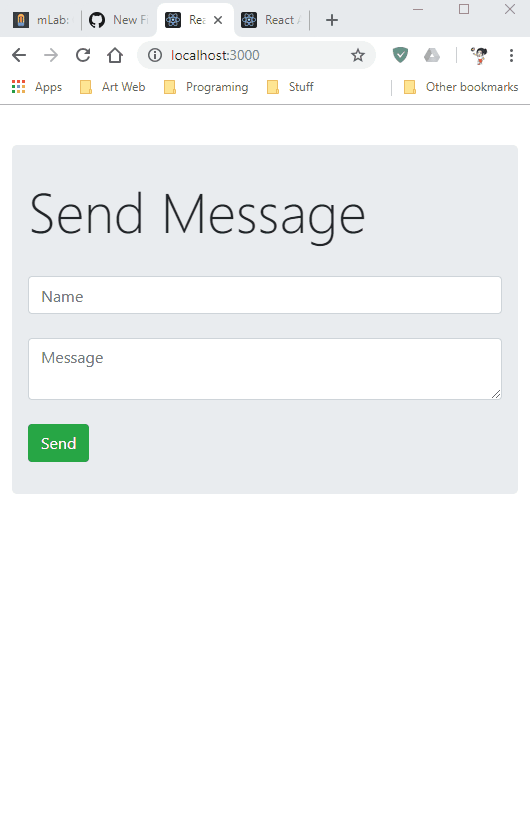 mLab: New Fi Rea React A
localhost:3000
Apps Art Web Programing Stuff Other bookmarks
Send Message
Name
Message
Send